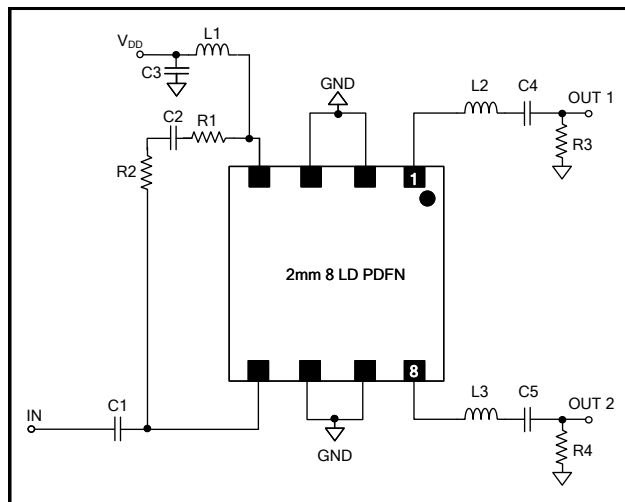 V_DD
L1
C3
GND
L2
C4
OUT 1
C2
R1
R2
R3
1
2mm 8 LD PDFN
8
L3
C5
OUT 2
IN
C1
GND
R4